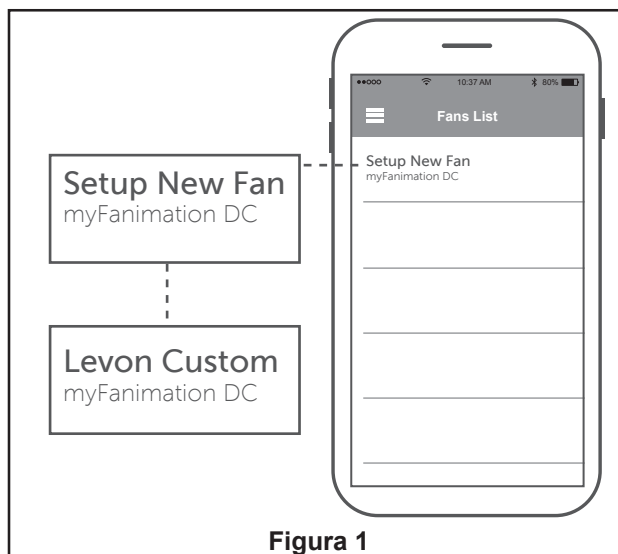 10:37 AM
80%
Fans List
Setup New Fan
myFanimation DC
Setup New Fan
myFanimation DC
Levon Custom
myFanimation DC
Figura 1